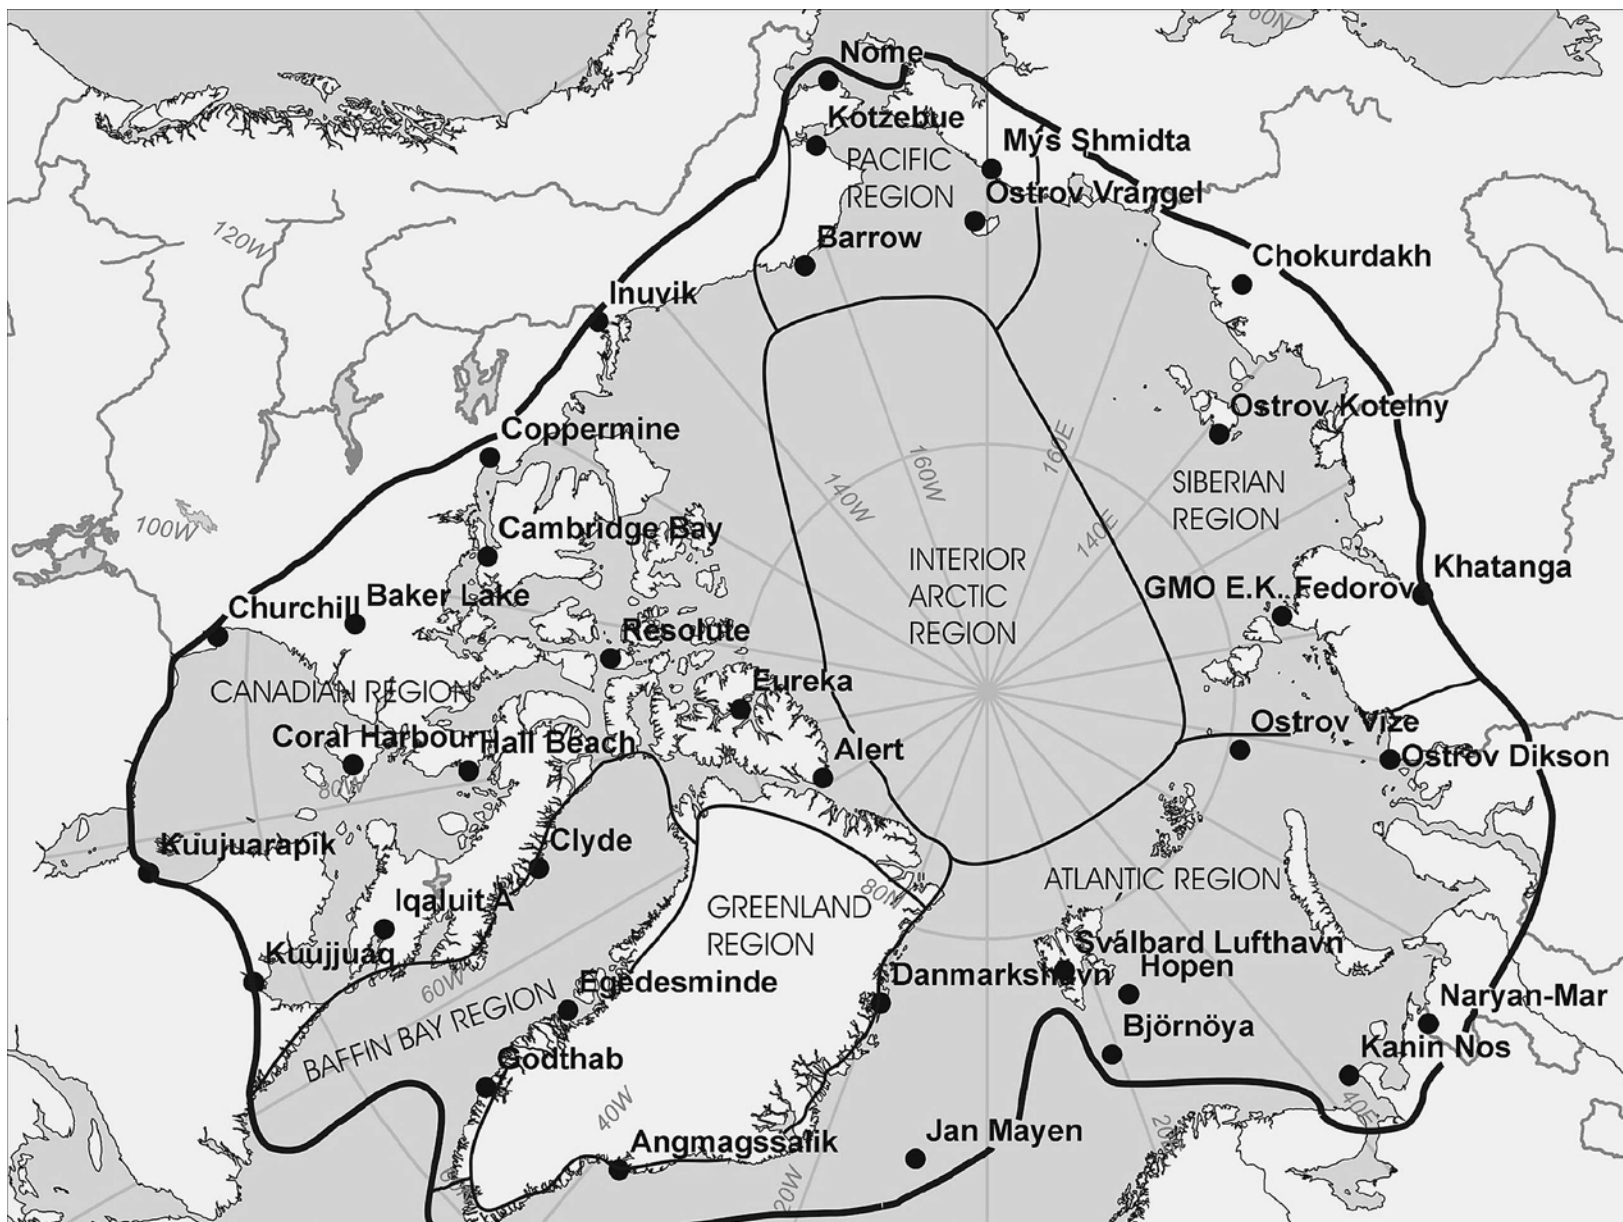 60N
Nome
Kotzebue
Mys Shmidta
PACIFIC
REGION
Ostrov Vrangel
120W
Barrow
Chokurdakh
Inuvik
Ostrov Kotelny
Coppermine
160E
160W
140W
SIBERIAN
REGION
100W
Cambridge Bay
140E
INTERIOR
ARCTIC
REGION
Khatanga
GMO E.K. Fedorov
Churchill
Baker Lake
Resolute
CANADIAN REGION
Eureka
Ostrov Vize
Coral Harbour
Hall Beach
Alert
Ostrov Dikson
80W
Kuujuarapik
Clyde
ATLANTIC REGION
80N
Iqaluit A
GREENLAND
REGION
Kuujjuaq
Svalbard Lufthavn
Hopen
60W
Egedesminde
Danmarkshavn
Naryan-Mar
BAFFIN BAY REGION
Björnöya
Kanin Nos
Godthab
40W
40E
Angmagssalik
Jan Mayen
20W